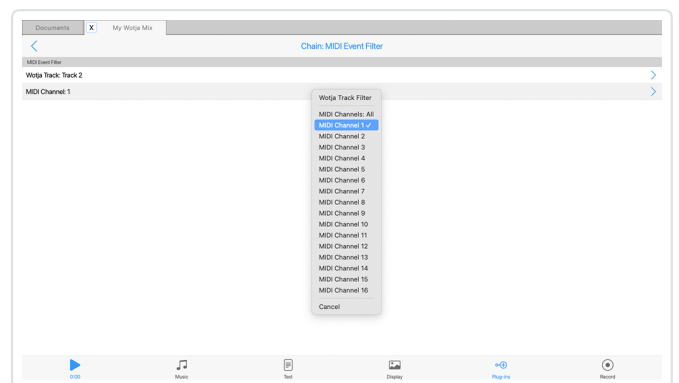 Documents
X
My Wotja Mix
Chain: MIDI Event Filter
MIDI Event Filter
Wotja Track: Track 2
MIDI Channel: 1
Wotja Track Filter
MIDI Channels: All
MIDI Channel 1 ✓
MIDI Channel 2
MIDI Channel 3
MIDI Channel 4
MIDI Channel 5
MIDI Channel 6
MIDI Channel 7
MIDI Channel 8
MIDI Channel 9
MIDI Channel 10
MIDI Channel 11
MIDI Channel 12
MIDI Channel 13
MIDI Channel 14
MIDI Channel 15
MIDI Channel 16
Cancel
0:00
Music
Text
Display
Plug-ins
Record